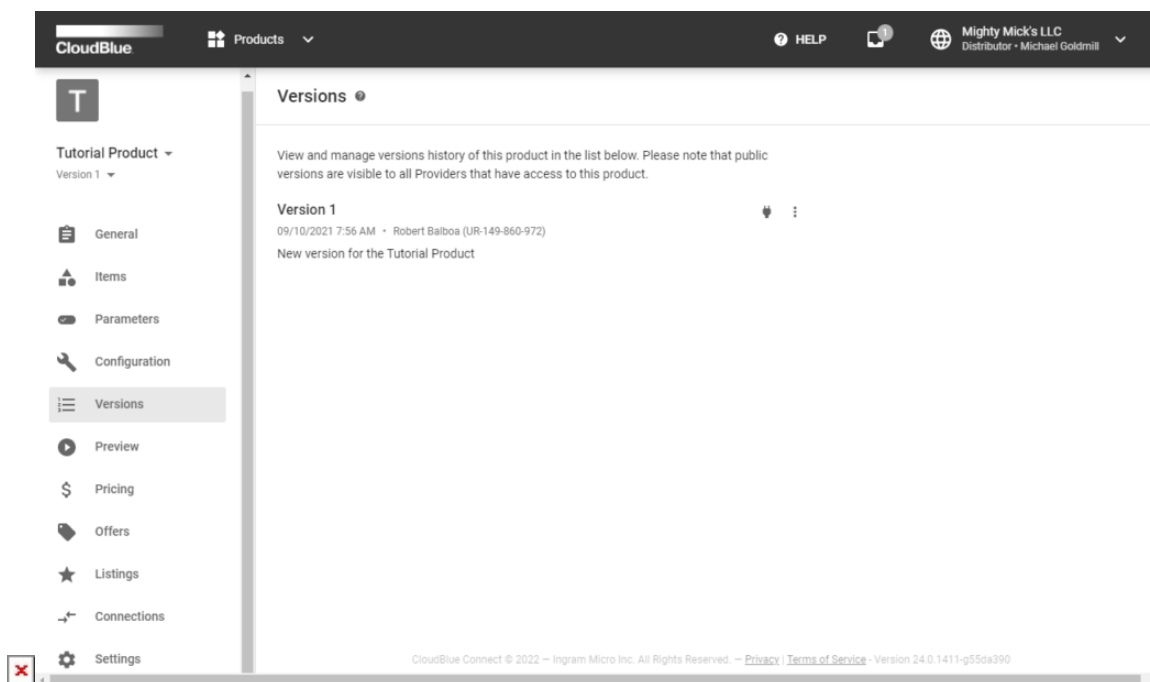 CloudBlue.
Products
HELP
1
Mighty Mick's LLC
Distributor • Michael Goldmill
T
Tutorial Product
Version 1
General
Items
Parameters
Configuration
Versions
Preview
Pricing
Offers
Listings
Connections
Settings
Versions
View and manage versions history of this product in the list below. Please note that public
versions are visible to all Providers that have access to this product.
Version 1
09/10/2021 7:56 AM • Robert Balboa (UR-149-860-972)
New version for the Tutorial Product
CloudBlue Connect © 2022 — Ingram Micro Inc. All Rights Reserved. — Privacy | Terms of Service - Version 24.0.1411-g55da390